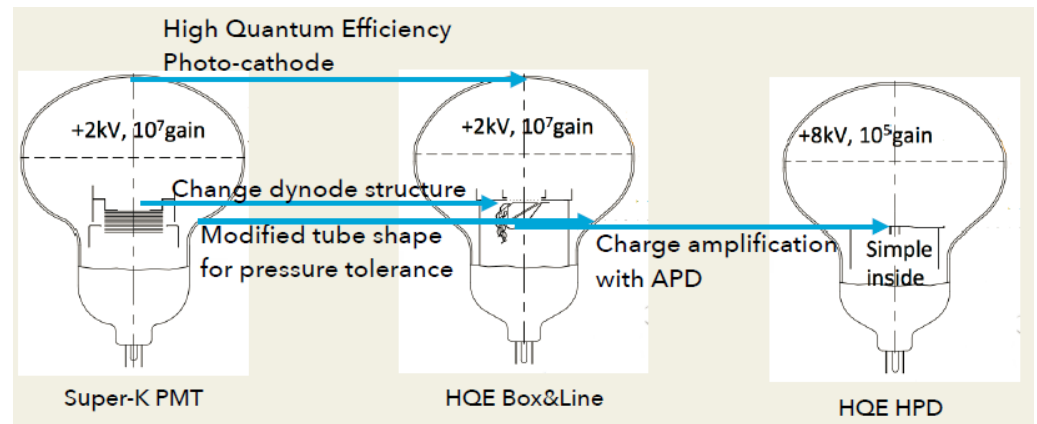 High Quantum Efficiency
Photo-cathode
+2kV, 10⁷gain
+2kV, 10⁷gain
+8kV, 10⁵gain
Change dynode structure
Modified tube shape
for pressure tolerance
Charge amplification
with APD
Simple
inside
Super-K PMT
HQE Box&Line
HQE HPD